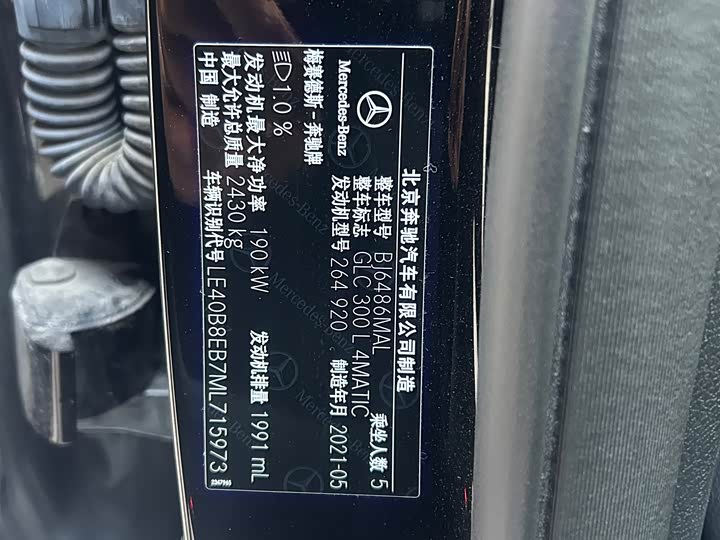 北京奔驰汽车有限公司制造
Mercedes-Benz
梅赛德斯-奔驰牌
整车型号 BJ6486MAL 乘坐人数 5
整车标志 GLC 300 L 4MATIC
发动机型号 264 920 制造年月 2021-05
1.0 %
发动机最大净功率 190 kW 发动机排量 1991 mL
最大允许总质量 2430 kg
中国 制造 车辆识别代号 LE40B8EB7ML715973